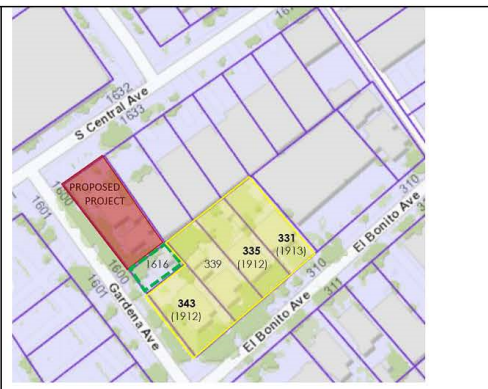 1632
S Central Ave
1633
PROPOSED
PROJECT
1600
1601
1600
1601
1616
339
335
(1912)
331
(1913)
310
310
311
El Bonito Ave
343
(1912)
Gardena Ave
El Bonito Ave